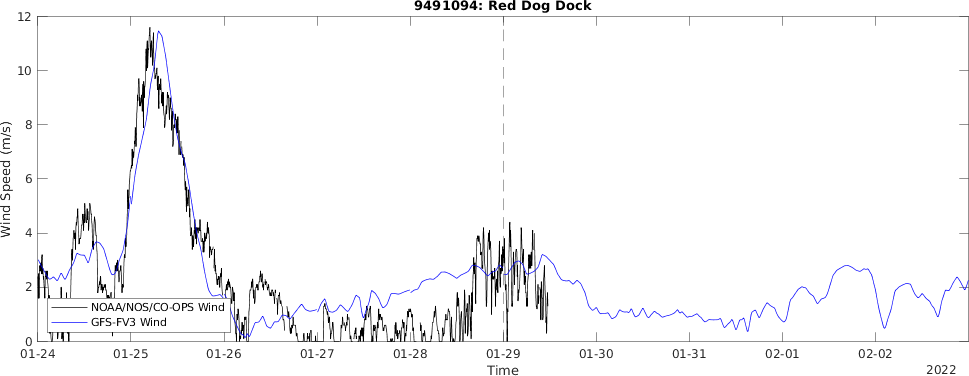 9491094: Red Dog Dock
Wind Speed (m/s)
12
10
8
6
4
2
0
NOAA/NOS/CO-OPS Wind
GFS-FV3 Wind
01-24 01-25 01-26 01-27 01-28 01-29 01-30 01-31 02-01 02-02
Time
2022